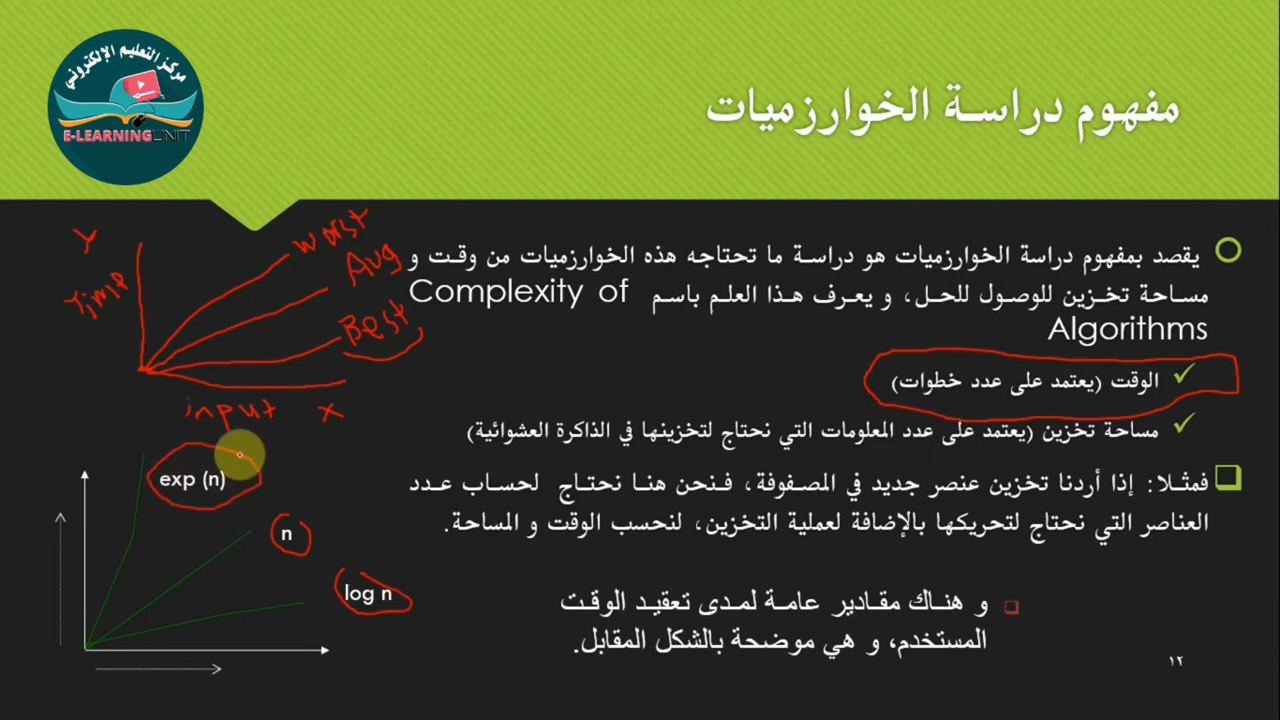 مركز التعليم الإلكتروني
E-LEARNING UNIT
مفهوم دراسة الخوارزميات
يقصد بمفهوم دراسة الخوارزميات هو دراسة ما تحتاجه هذه الخوارزميات من وقت و
مساحة تخزين للوصول للحل، و يعرف هذا العلم باسم Complexity of
Algorithms
الوقت (يعتمد على عدد خطوات)
مساحة تخزين (يعتمد على عدد المعلومات التي نحتاج لتخزينها في الذاكرة العشوائية)
فمثلا: إذا أردنا تخزين عنصر جديد في المصفوفة، فنحن هنا نحتاج لحساب عدد
العناصر التي نحتاج لتحريكها بالإضافة لعملية التخزين، لنحسب الوقت و المساحة.
و هناك مقادير عامة لمدى تعقيد الوقت
المستخدم، و هي موضحة بالشكل المقابل.
Y
Time
Worst
Avg
Best
input
X
exp (n)
n
log n
١٢